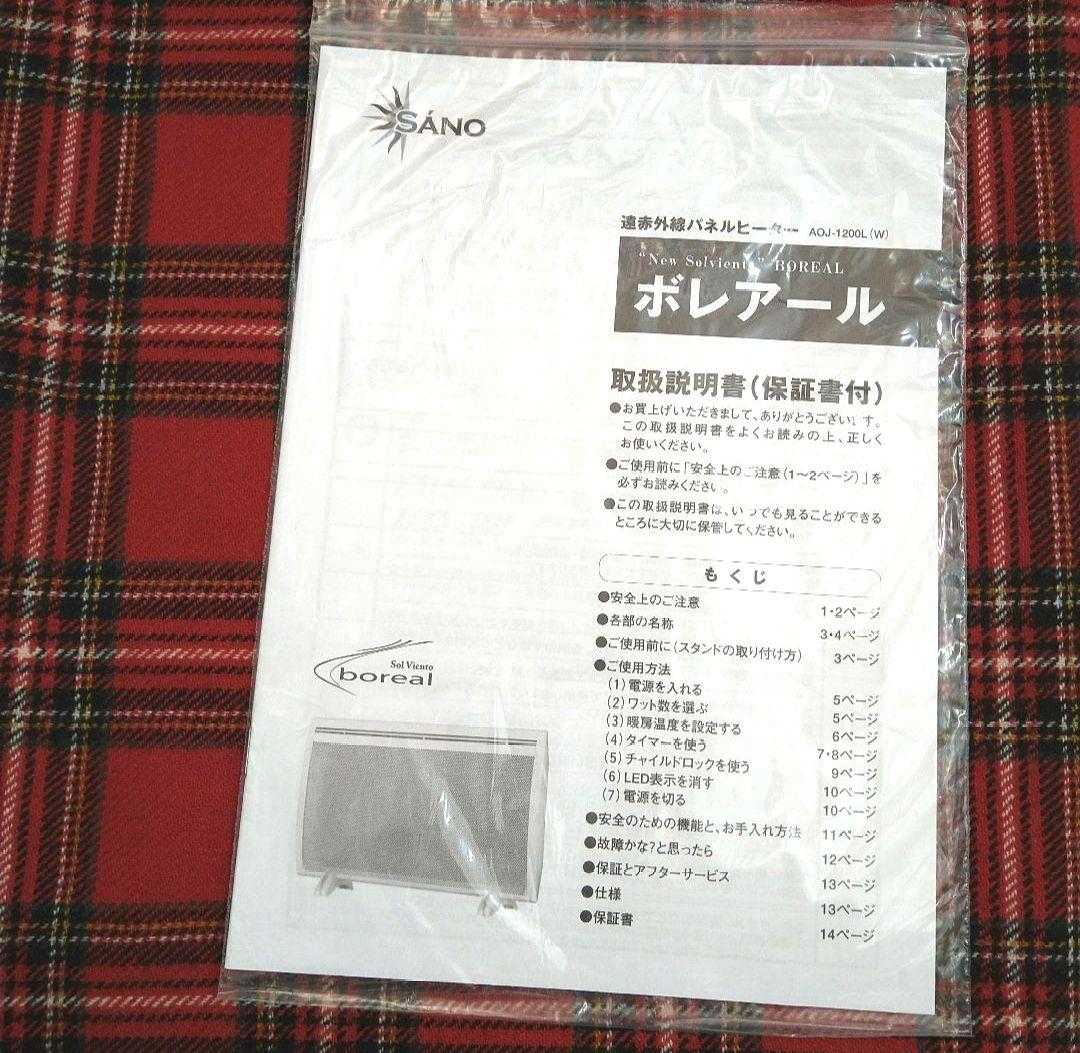 SÁNO
遠赤外線パネルヒーター AOJ-1200L(W)
"New Solviento" BOREAL
ボレアール
取扱説明書(保証書付)
●お買上げいただきまして、ありがとうございます。
この取扱説明書をよくお読みの上、正しく
お使いください。
●ご使用前に「安全上のご注意(1〜2ページ)」を
必ずお読みください。
●この取扱説明書は、いつでも見ることができる
ところに大切に保管してください。
もくじ
●安全上のご注意 1・2ページ
●各部の名称 3・4ページ
●ご使用前に(スタンドの取り付け方) 3ページ
●ご使用方法
(1)電源を入れる 5ページ
(2)ワット数を選ぶ 5ページ
(3)暖房温度を設定する 6ページ
(4)タイマーを使う 7・8ページ
(5)チャイルドロックを使う 9ページ
(6)LED表示を消す 10ページ
(7)電源を切る 10ページ
●安全のための機能と、お手入れ方法 11ページ
●故障かな?と思ったら 12ページ
●保証とアフターサービス 13ページ
●仕様 13ページ
●保証書 14ページ
Sol Viento
boreal